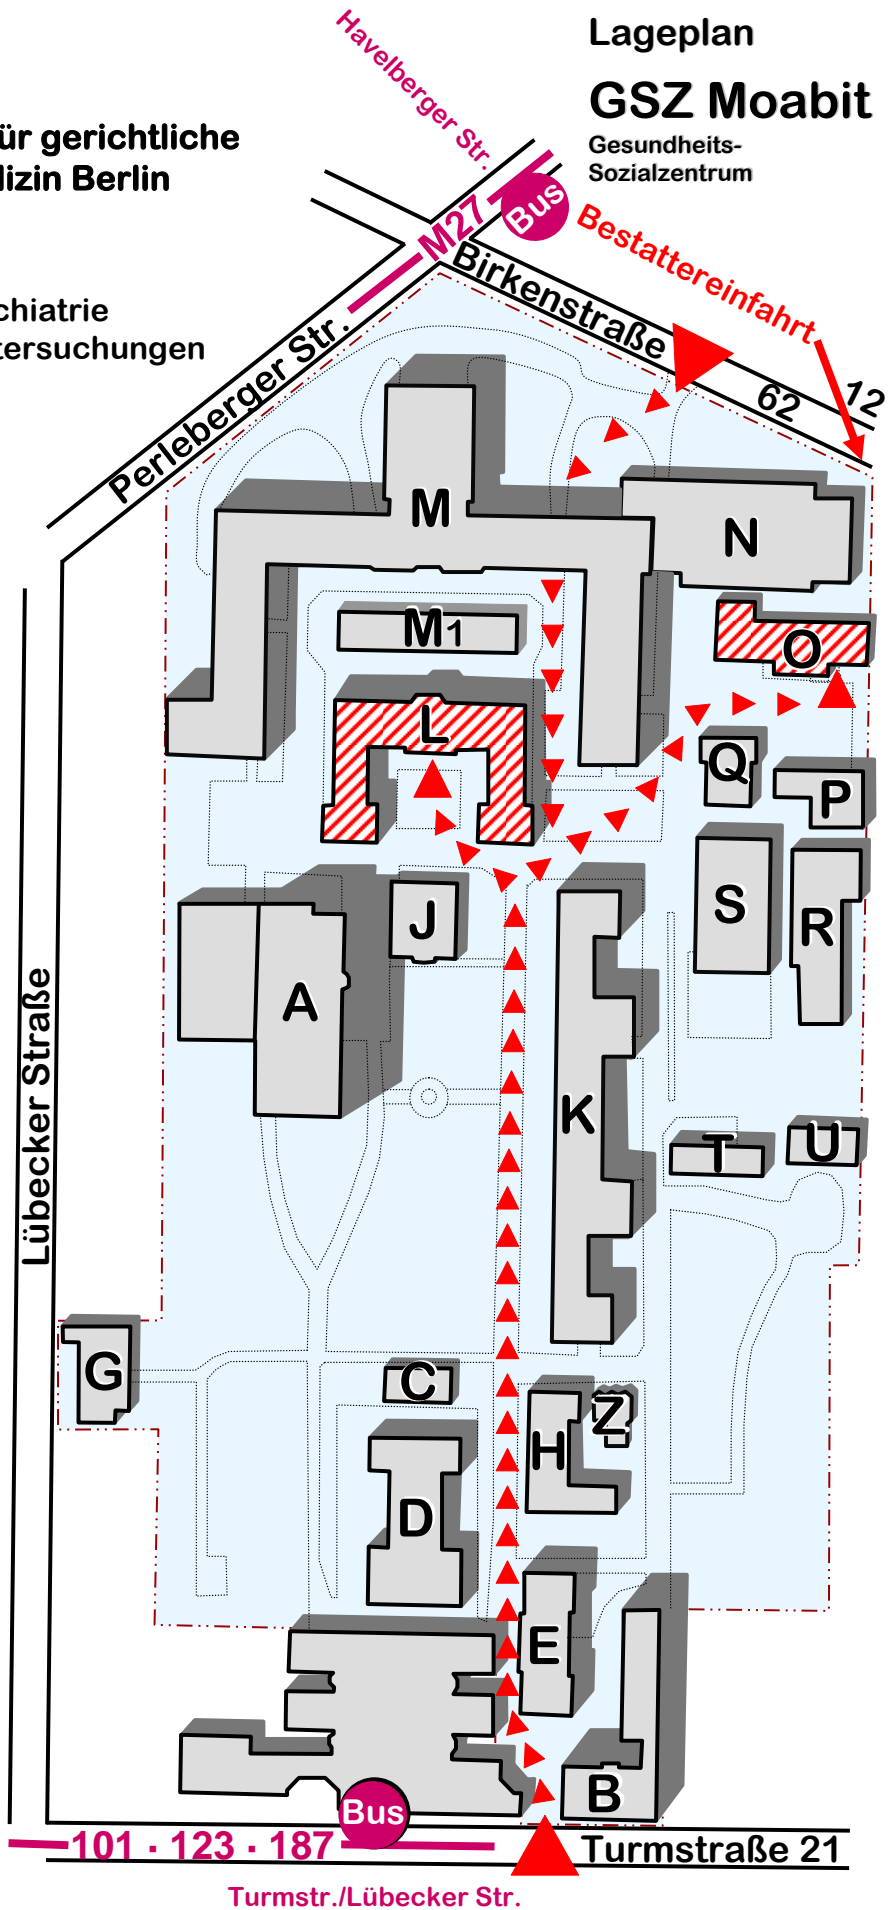 Lageplan
GSZ Moabit
Gesundheits-
Sozialzentrum
ür gerichtliche
lizin Berlin
chiatrie
tersuchungen
Havelberger Str.
M27
Bus
Bestattereinfahrt
Birkenstraße
62
12
Perleberger Str.
M
N
M1
O
L
Q
P
J
S
R
A
Lübecker Straße
K
T
U
G
C
Z
H
D
E
B
Bus
101 · 123 · 187
Turmstraße 21
Turmstr./Lübecker Str.